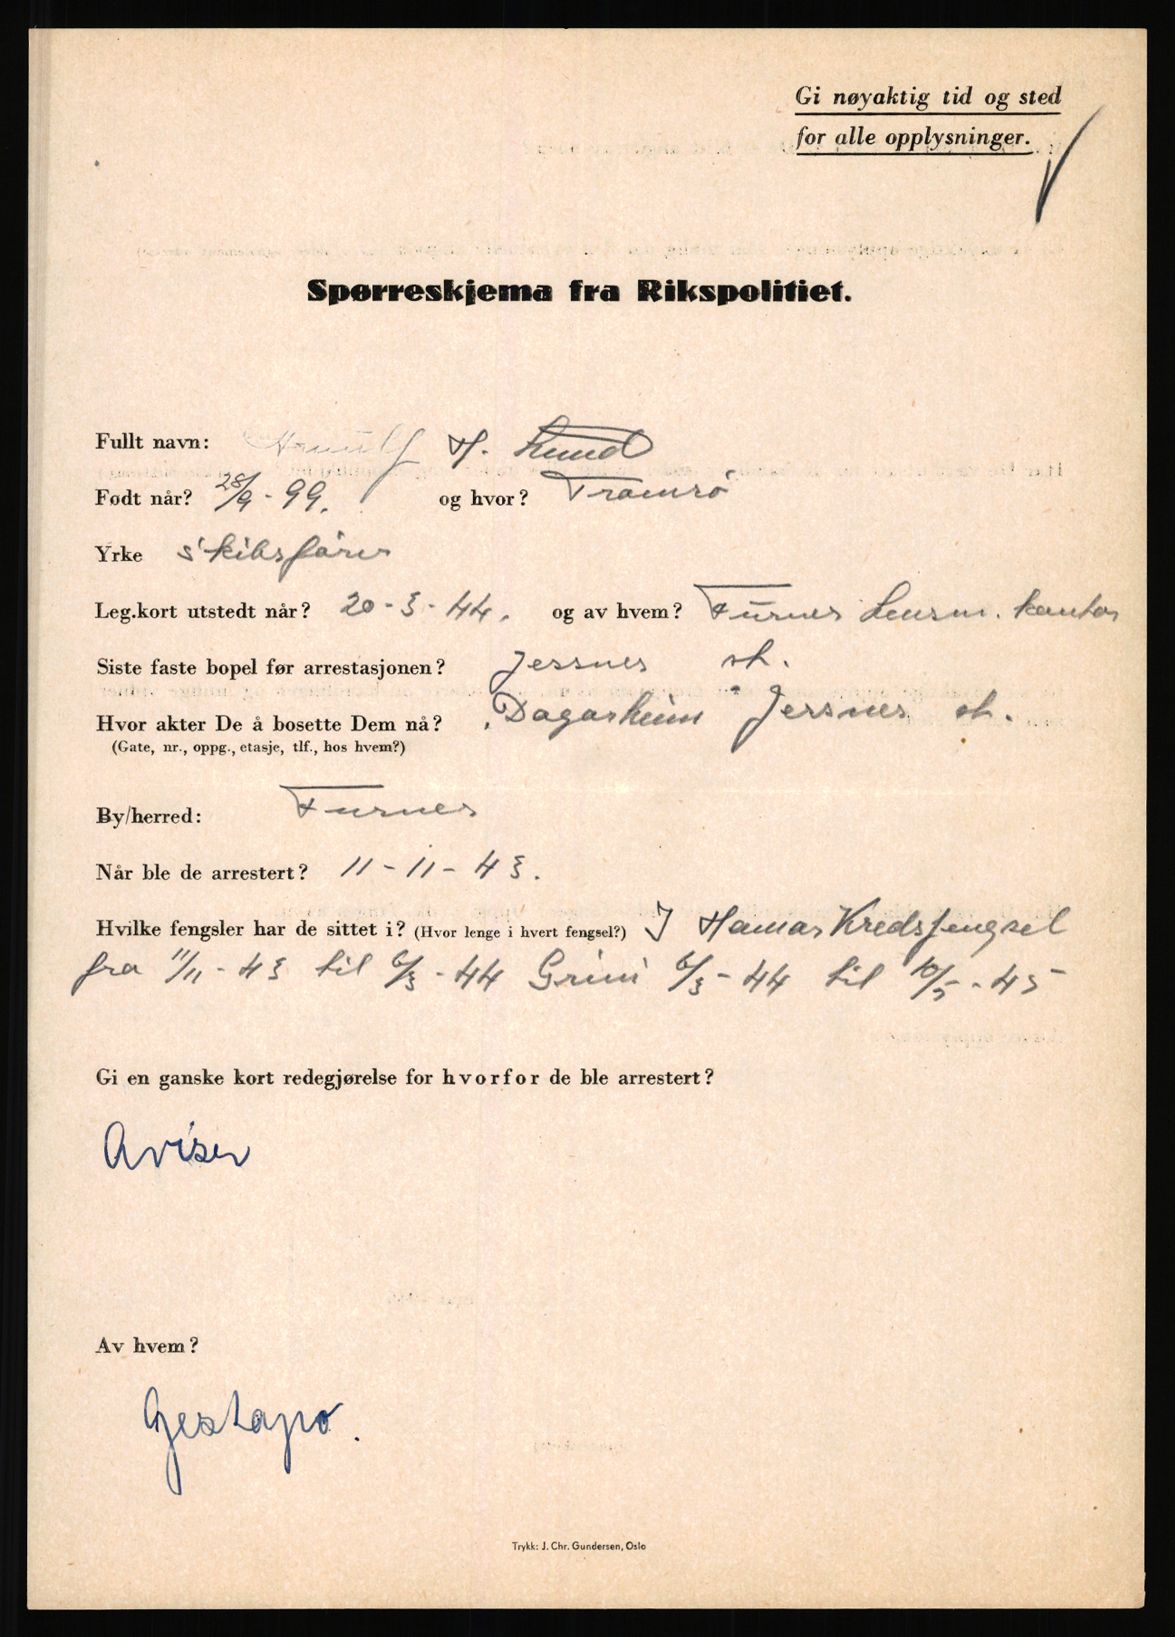 Gi nøyaktig tid og sted
for alle opplysninger.
Spørreskjema fra Rikspolitiet.
Fullt navn: Arnulf H. Lund
Født når? 28/9-99. og hvor? Tromsö
Yrke Skibsförer
Leg.kort utstedt når? 20-3-44. og av hvem? Furnes Lensm. kontor
Siste faste bopel før arrestasjonen? Jessnes st.
Hvor akter De å bosette Dem nå? Dagasheim Jessnes st.
(Gate, nr., oppg., etasje, tlf., hos hvem?)
By/herred: Furnes
Når ble de arrestert? 11-11-43.
Hvilke fengsler har de sittet i? (Hvor lenge i hvert fengsel?) I Hamar Kredsfengsel
fra 11/11-43 til 6/3-44 Grini 6/3-44 til 10/5-45
Gi en ganske kort redegjørelse for hvorfor de ble arrestert?
Aviser
Av hvem?
Gestapo.
Trykk: J. Chr. Gundersen, Oslo